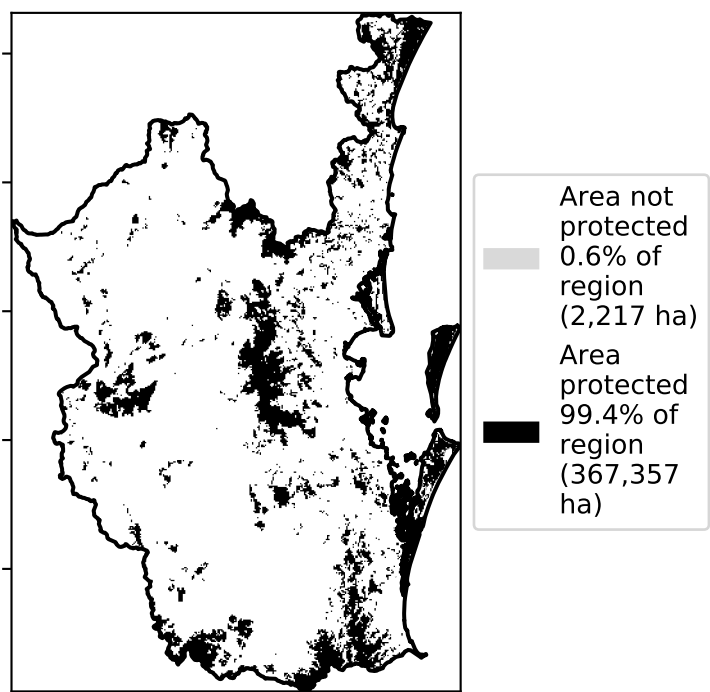 Area not
protected
0.6% of
region
(2,217 ha)
Area
protected
99.4% of
region
(367,357
ha)